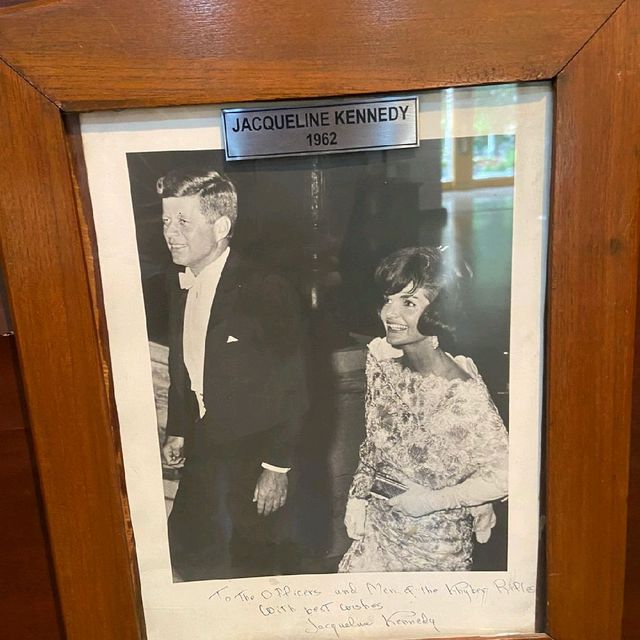 JACQUELINE KENNEDY
1962
To The Officers and Men of the Khyber Rifles
With best wishes
Jacqueline Kennedy